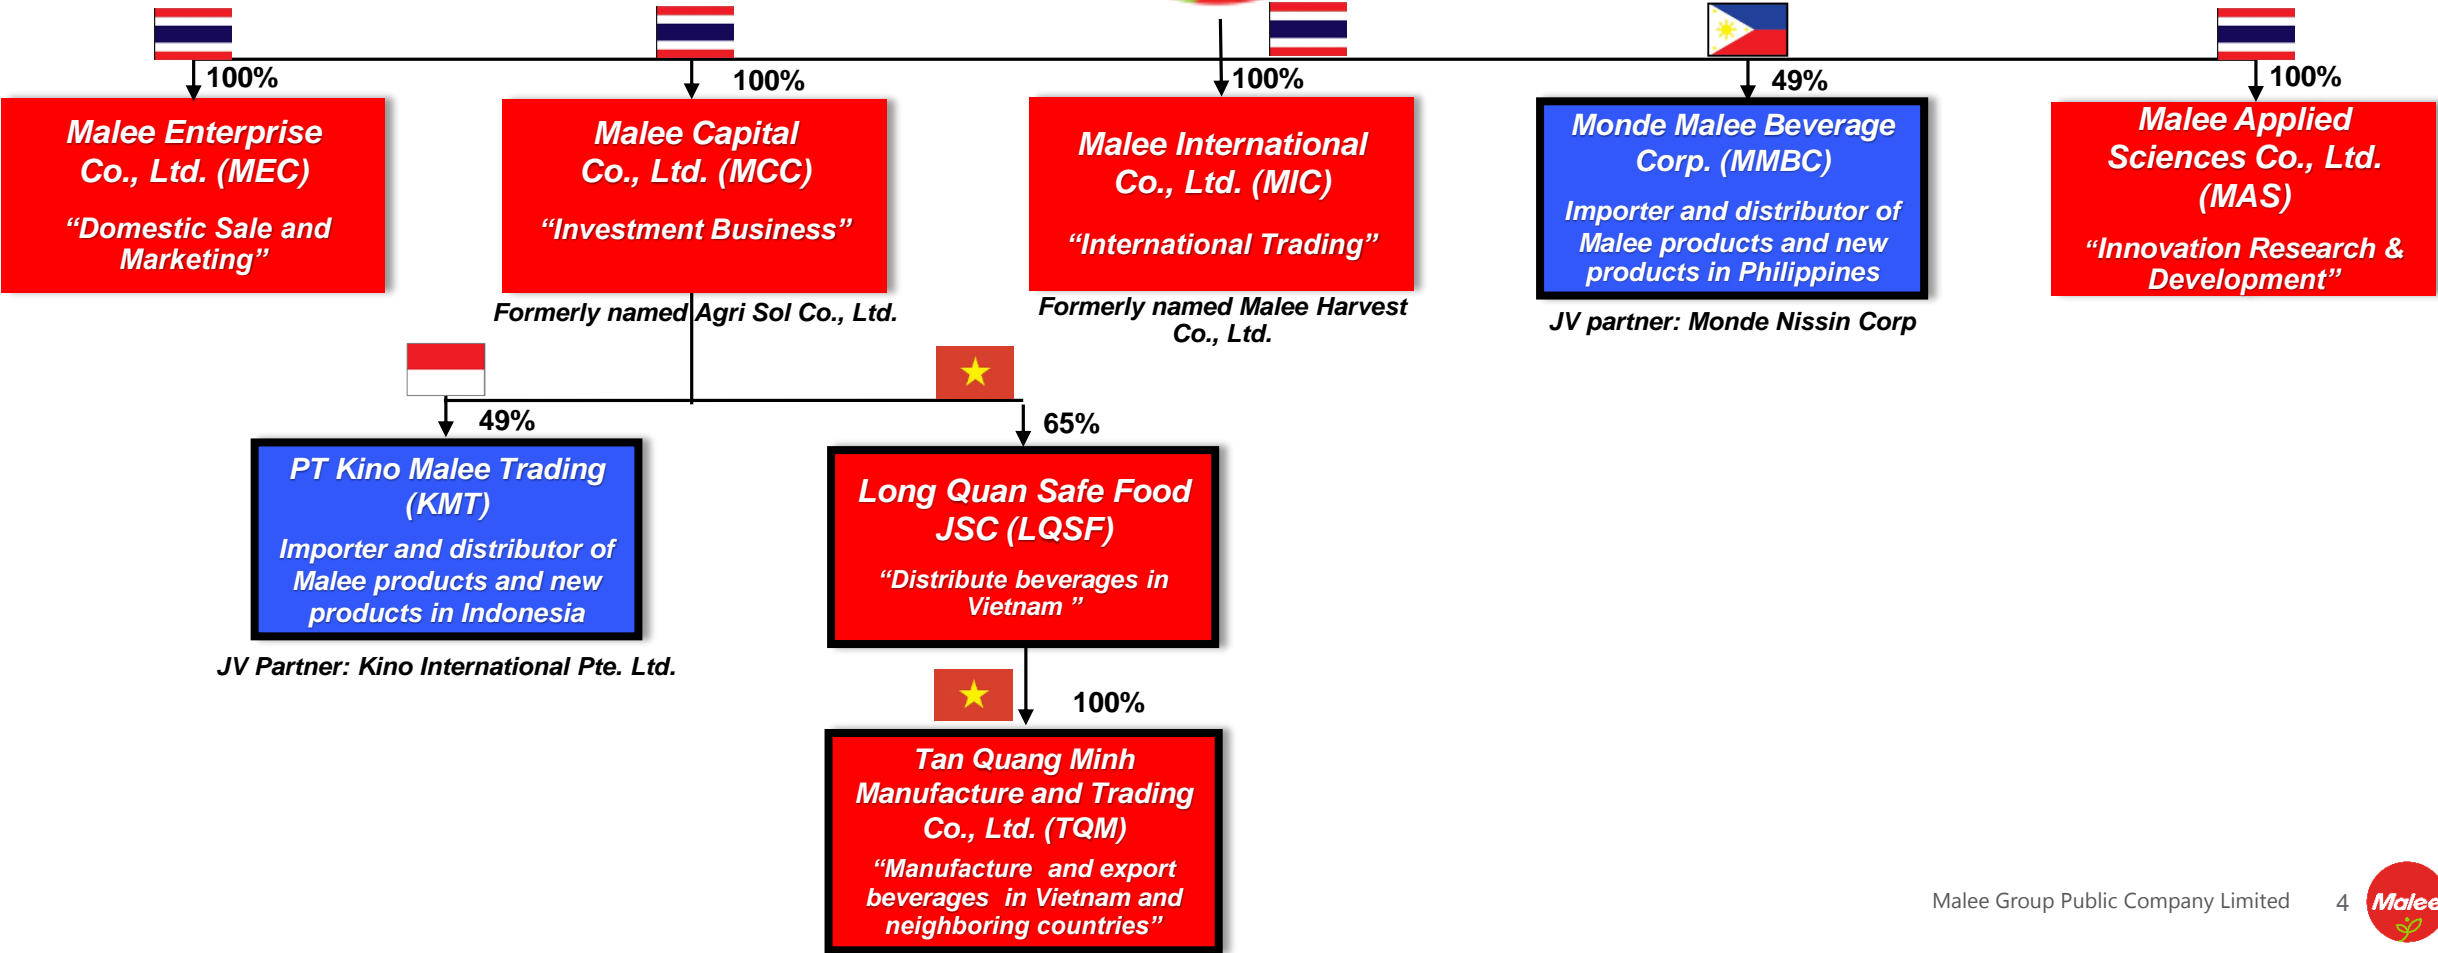 100%
100%
100%
49%
100%
Malee Enterprise
Co., Ltd. (MEC)
“Domestic Sale and
Marketing”
Malee Capital
Co., Ltd. (MCC)
“Investment Business”
Formerly named Agri Sol Co., Ltd.
Malee International
Co., Ltd. (MIC)
“International Trading”
Formerly named Malee Harvest
Co., Ltd.
Monde Malee Beverage
Corp. (MMBC)
Importer and distributor of
Malee products and new
products in Philippines
JV partner: Monde Nissin Corp
Malee Applied
Sciences Co., Ltd.
(MAS)
“Innovation Research &
Development”
49%
65%
PT Kino Malee Trading
(KMT)
Importer and distributor of
Malee products and new
products in Indonesia
JV Partner: Kino International Pte. Ltd.
Long Quan Safe Food
JSC (LQSF)
“Distribute beverages in
Vietnam ”
100%
Tan Quang Minh
Manufacture and Trading
Co., Ltd. (TQM)
“Manufacture  and export
beverages  in Vietnam and
neighboring countries”
Malee Group Public Company Limited 4
Malee